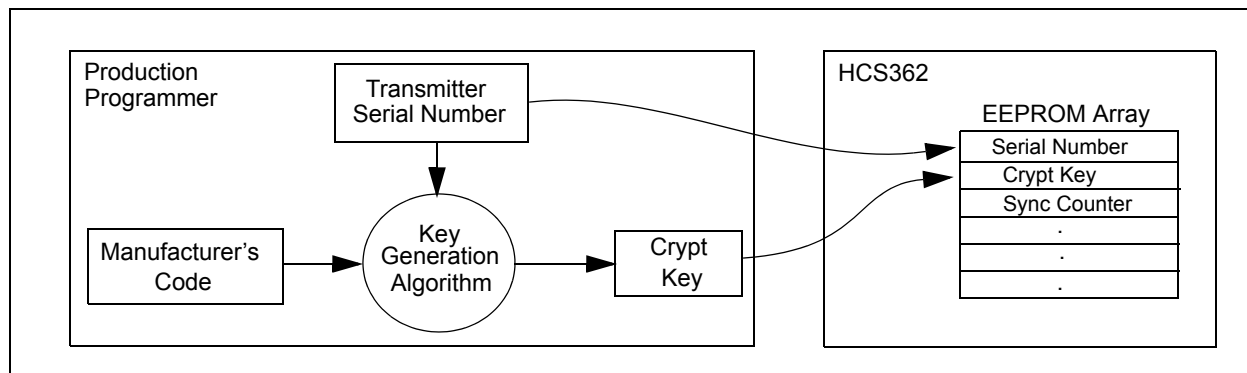 Production
Programmer
Transmitter
Serial Number
Manufacturer's
Code
Key
Generation
Algorithm
Crypt
Key
HCS362
EEPROM Array
Serial Number
Crypt Key
Sync Counter
.
.
.